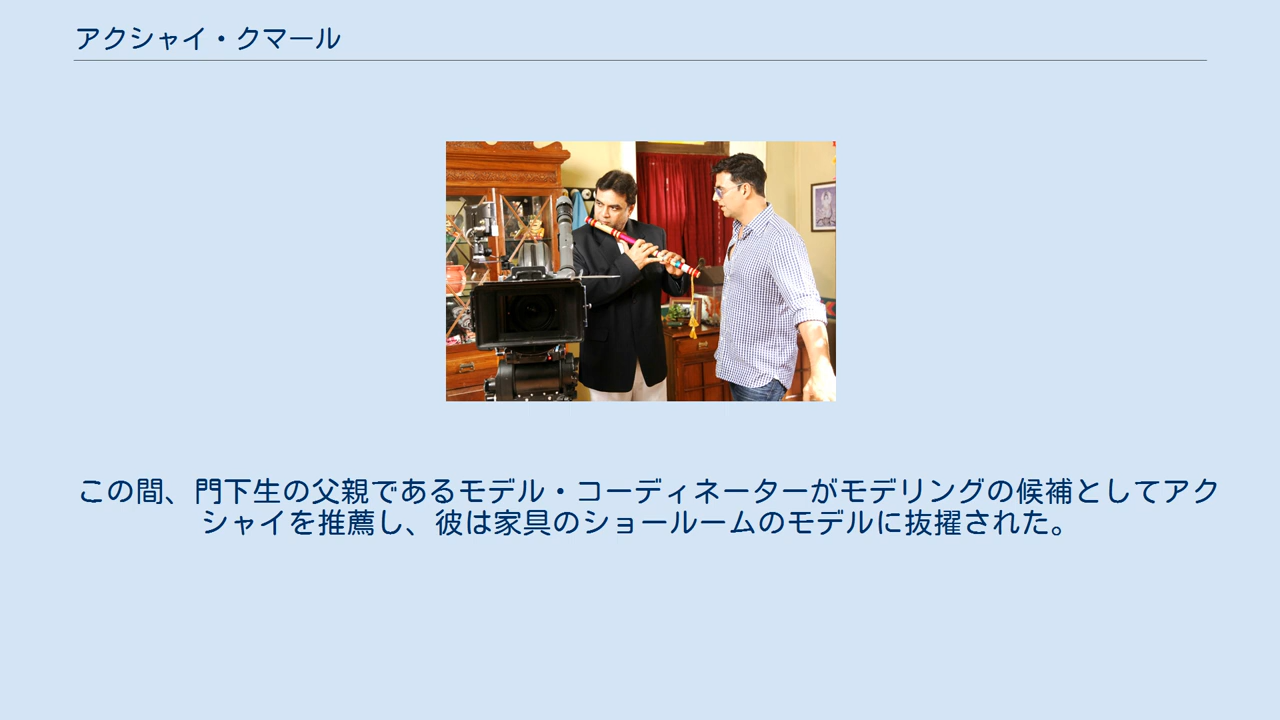 アクシャイ・クマール
この間、門下生の父親であるモデル・コーディネーターがモデリングの候補としてアク
シャイを推薦し、彼は家具のショールームのモデルに抜擢された。